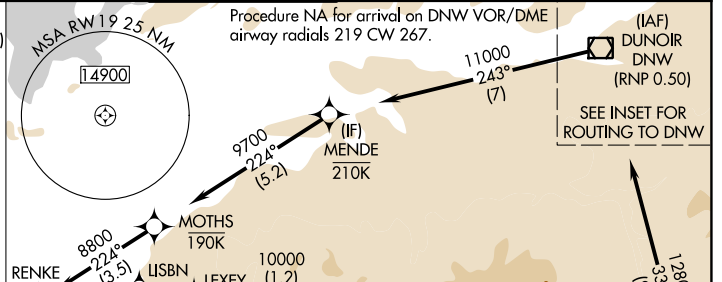 Procedure NA for arrival on DNW VOR/DME
airway radials 219 CW 267.
MSA RW19 25 NM
14900
(IAF)
DUNOIR
DNW
(RNP 0.50)
11000
243°
(7)
SEE INSET FOR
ROUTING TO DNW
(IF)
MENDE
210K
9700
224°
(5.2)
MOTHS
190K
8800
224°
(3.5)
RENKE
10000
(1.2)